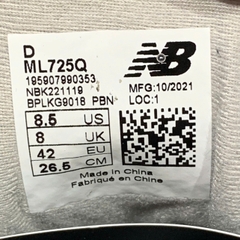 D
ML725Q
195907990353
NBK221119
BPLKG9018 PBN
NB
MFG:10/2021
LOC:1
8.5 US
8 UK
42 EU
26.5 CM
Made in China
Fabriqué en Chine